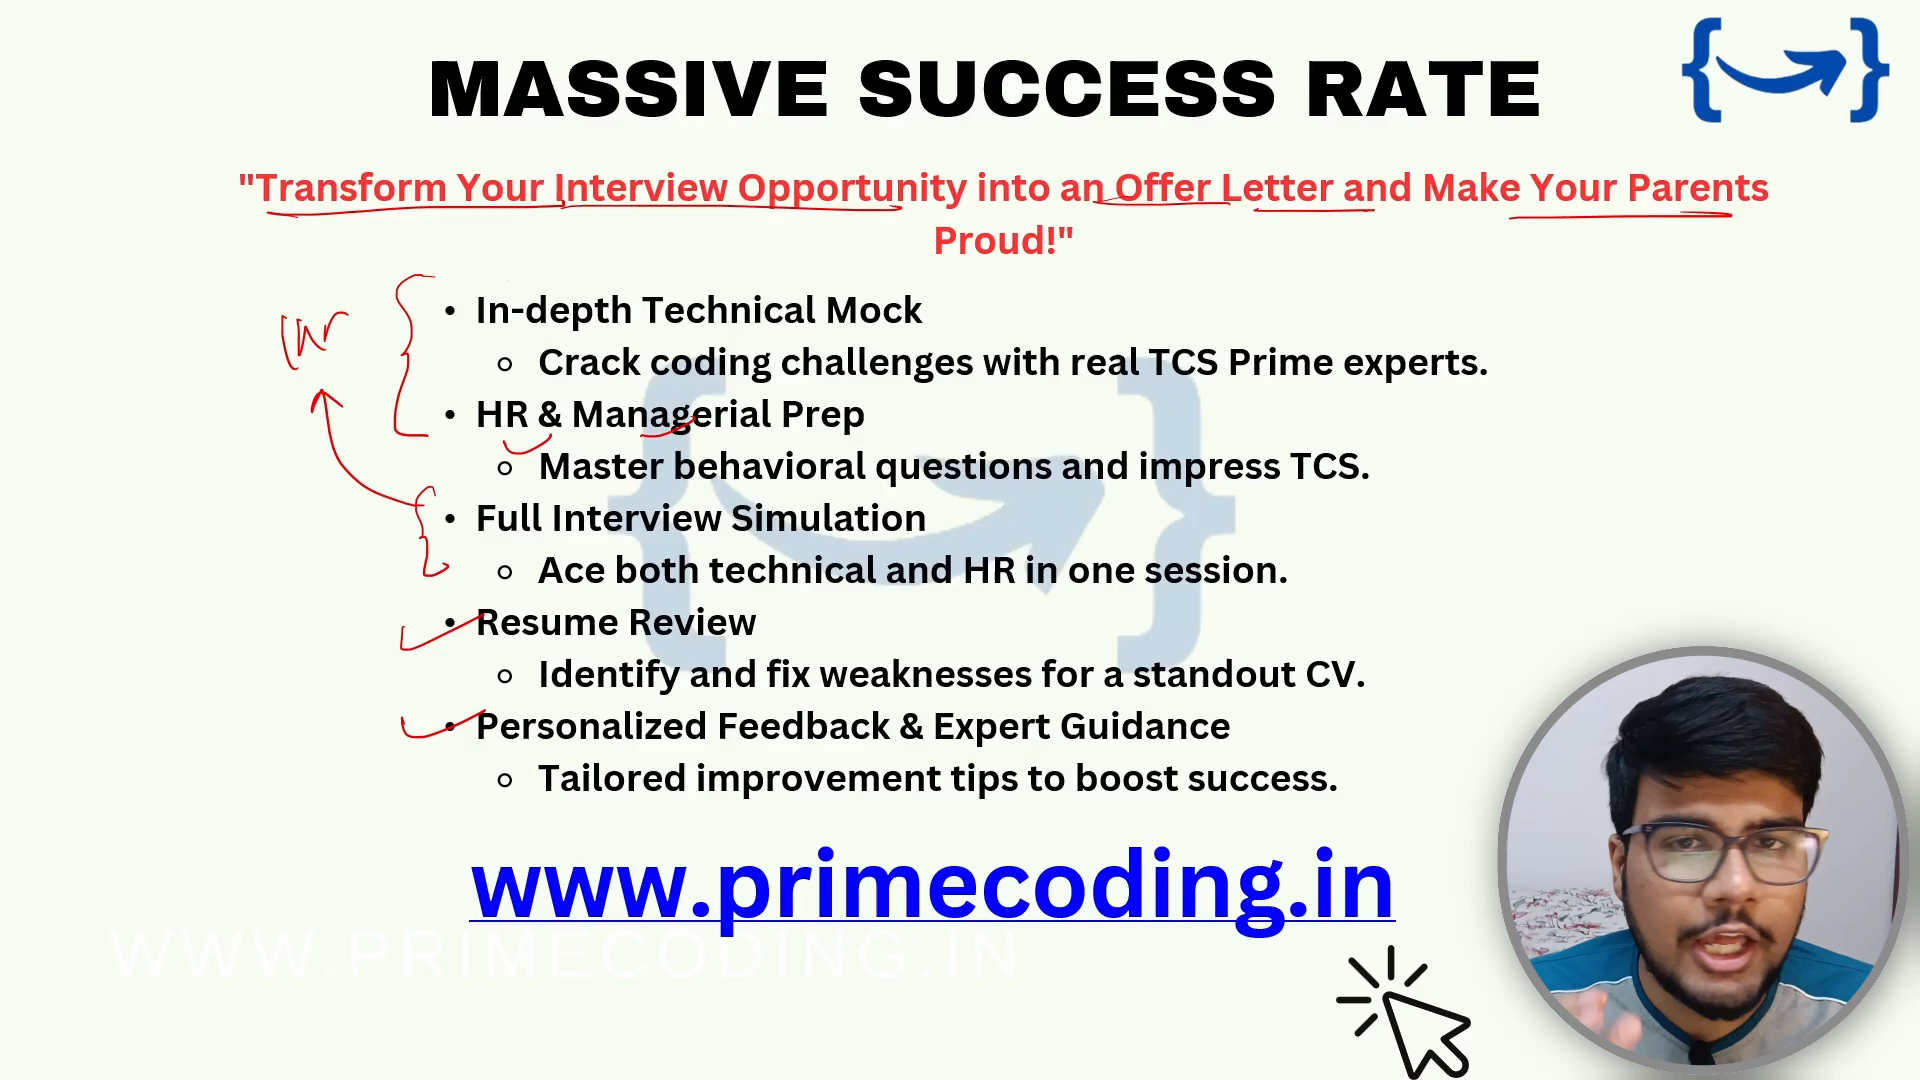 MASSIVE SUCCESS RATE
"Transform Your Interview Opportunity into an Offer Letter and Make Your Parents
Proud!"
• In-depth Technical Mock
○ Crack coding challenges with real TCS Prime experts.
• HR & Managerial Prep
○ Master behavioral questions and impress TCS.
• Full Interview Simulation
○ Ace both technical and HR in one session.
• Resume Review
○ Identify and fix weaknesses for a standout CV.
• Personalized Feedback & Expert Guidance
○ Tailored improvement tips to boost success.
www.primecoding.in
WWW.PRIMECODING.IN